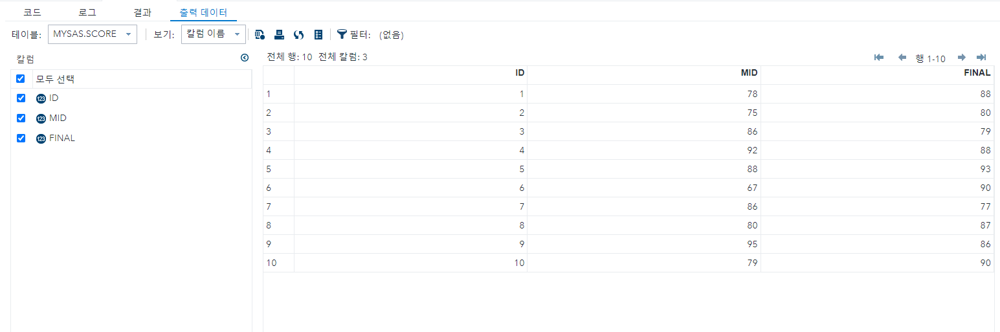 코드 로그 결과 출력 데이터
테이블: MYSAS.SCORE 보기: 칼럼 이름 필터: (없음)
칼럼
모두 선택
123 ID
123 MID
123 FINAL
전체 행: 10 전체 칼럼: 3 행 1-10
ID MID FINAL
1 1 78 88
2 2 75 80
3 3 86 79
4 4 92 88
5 5 88 93
6 6 67 90
7 7 86 77
8 8 80 87
9 9 95 86
10 10 79 90